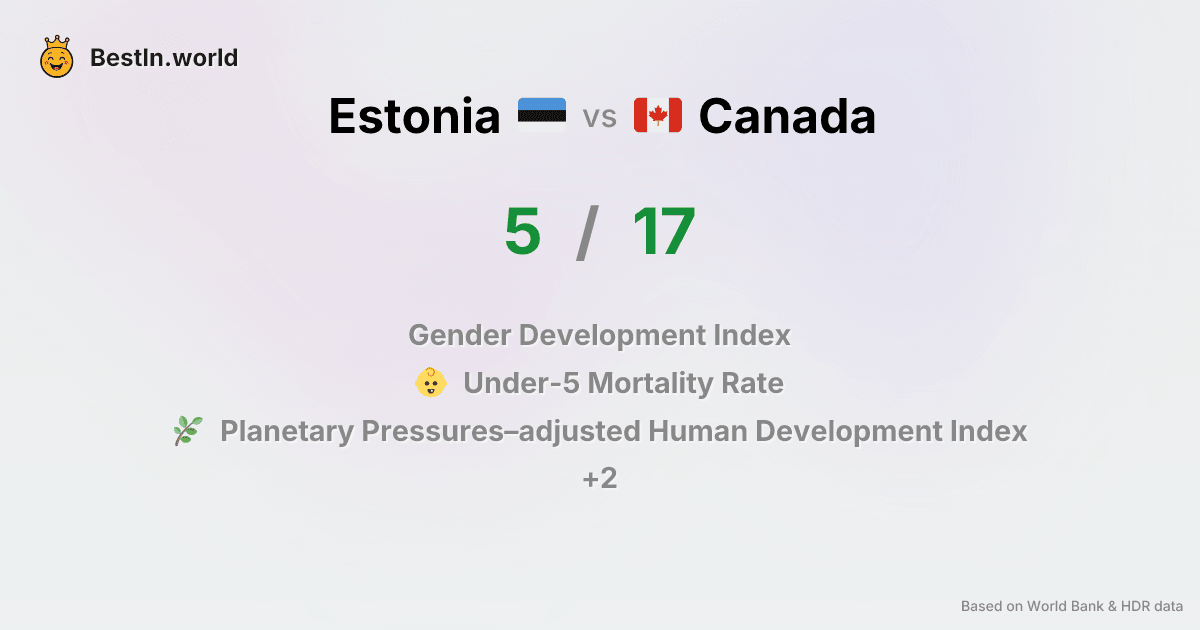 BestIn.world
Estonia vs Canada
5 / 17
Gender Development Index
Under-5 Mortality Rate
Planetary Pressures–adjusted Human Development Index
+2
Based on World Bank & HDR data